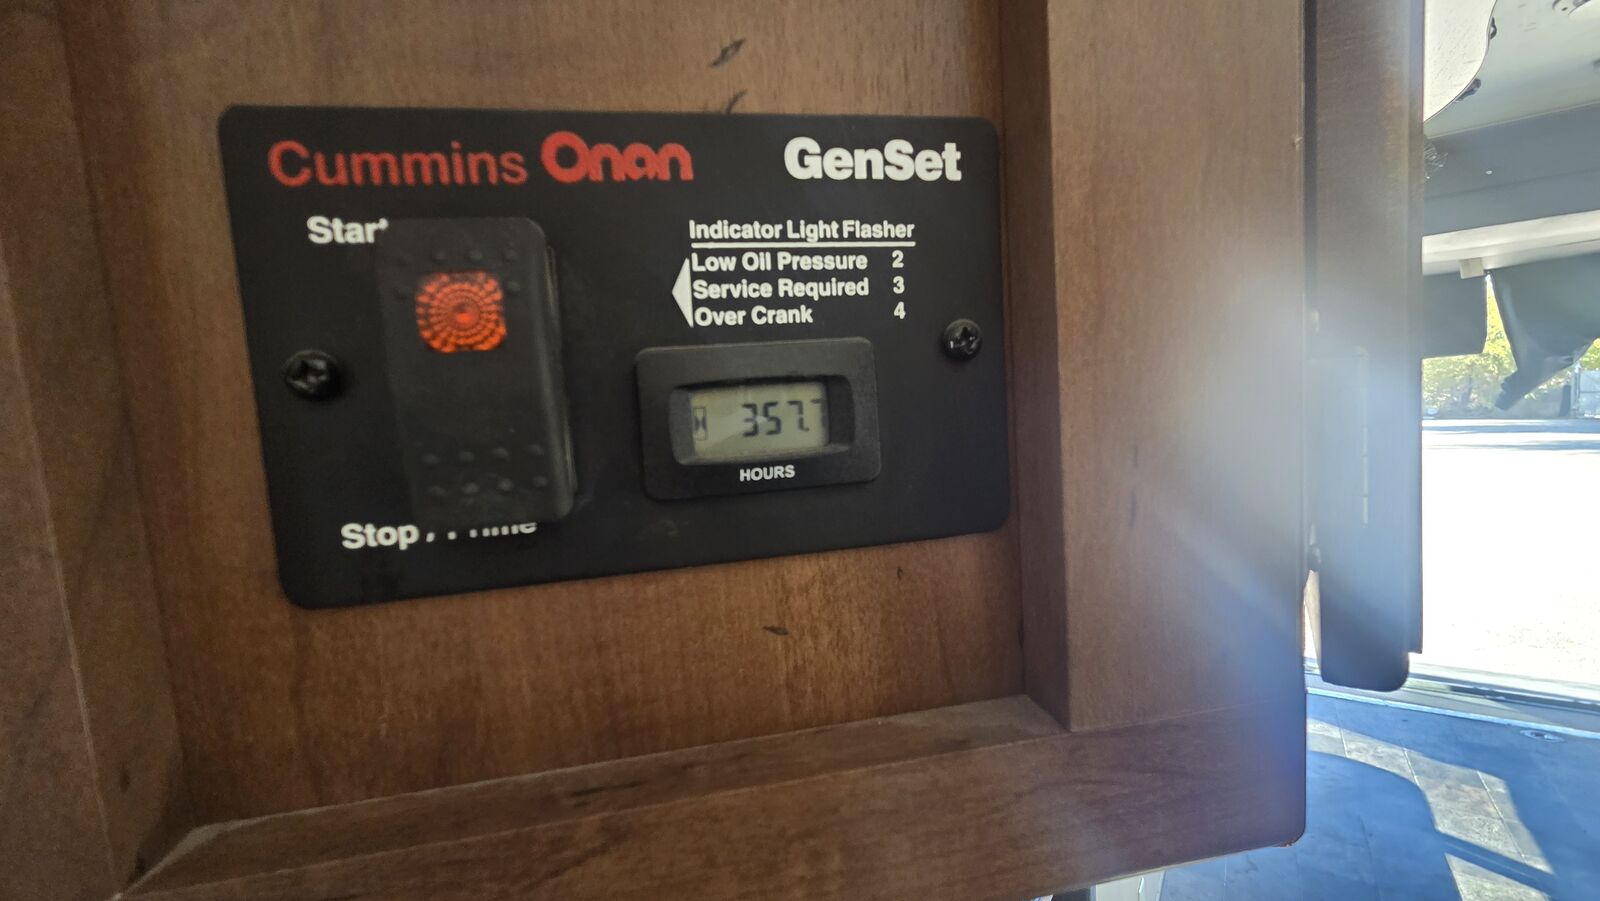 Cummins Onan GenSet
Start
Indicator Light Flasher
Low Oil Pressure 2
Service Required 3
Over Crank 4
357.7
HOURS
Stop /